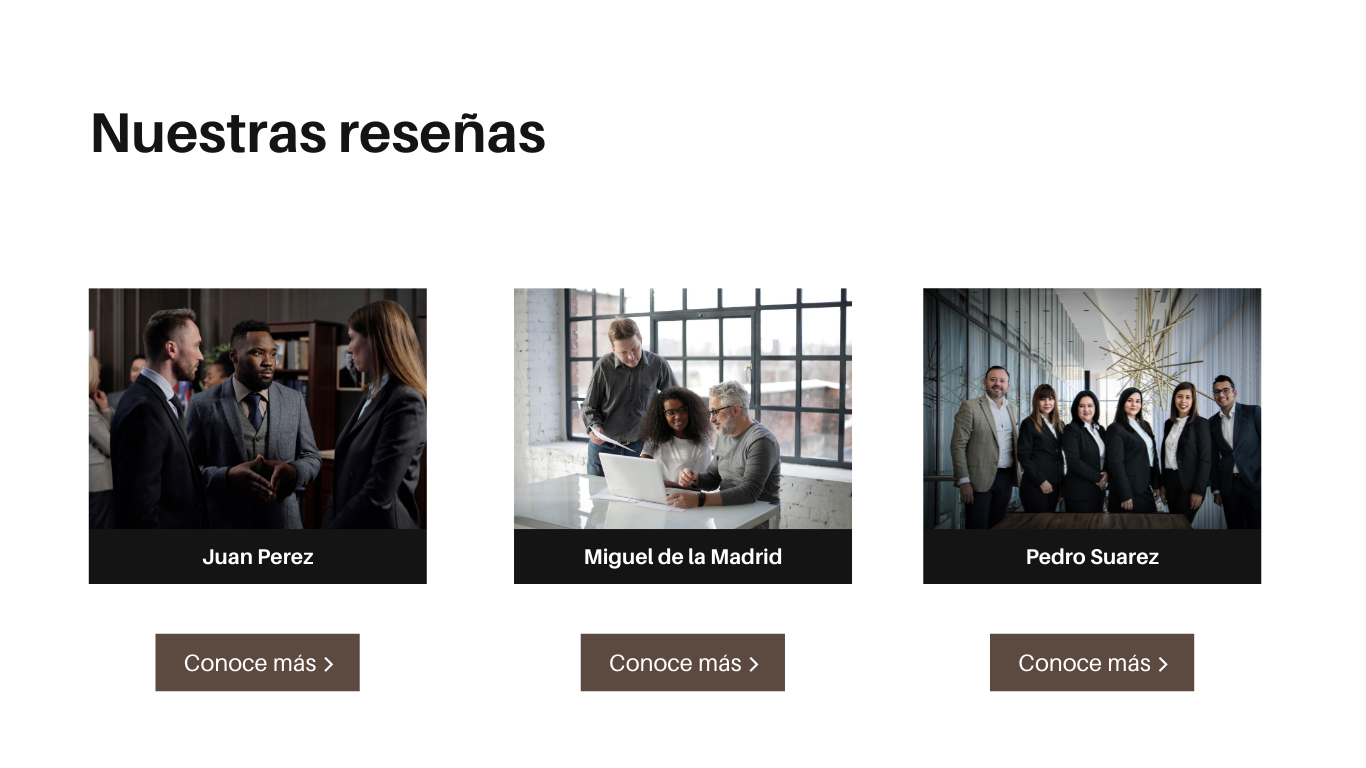 Nuestras reseñas
Juan Perez
Miguel de la Madrid
Pedro Suarez
Conoce más
Conoce más
Conoce más